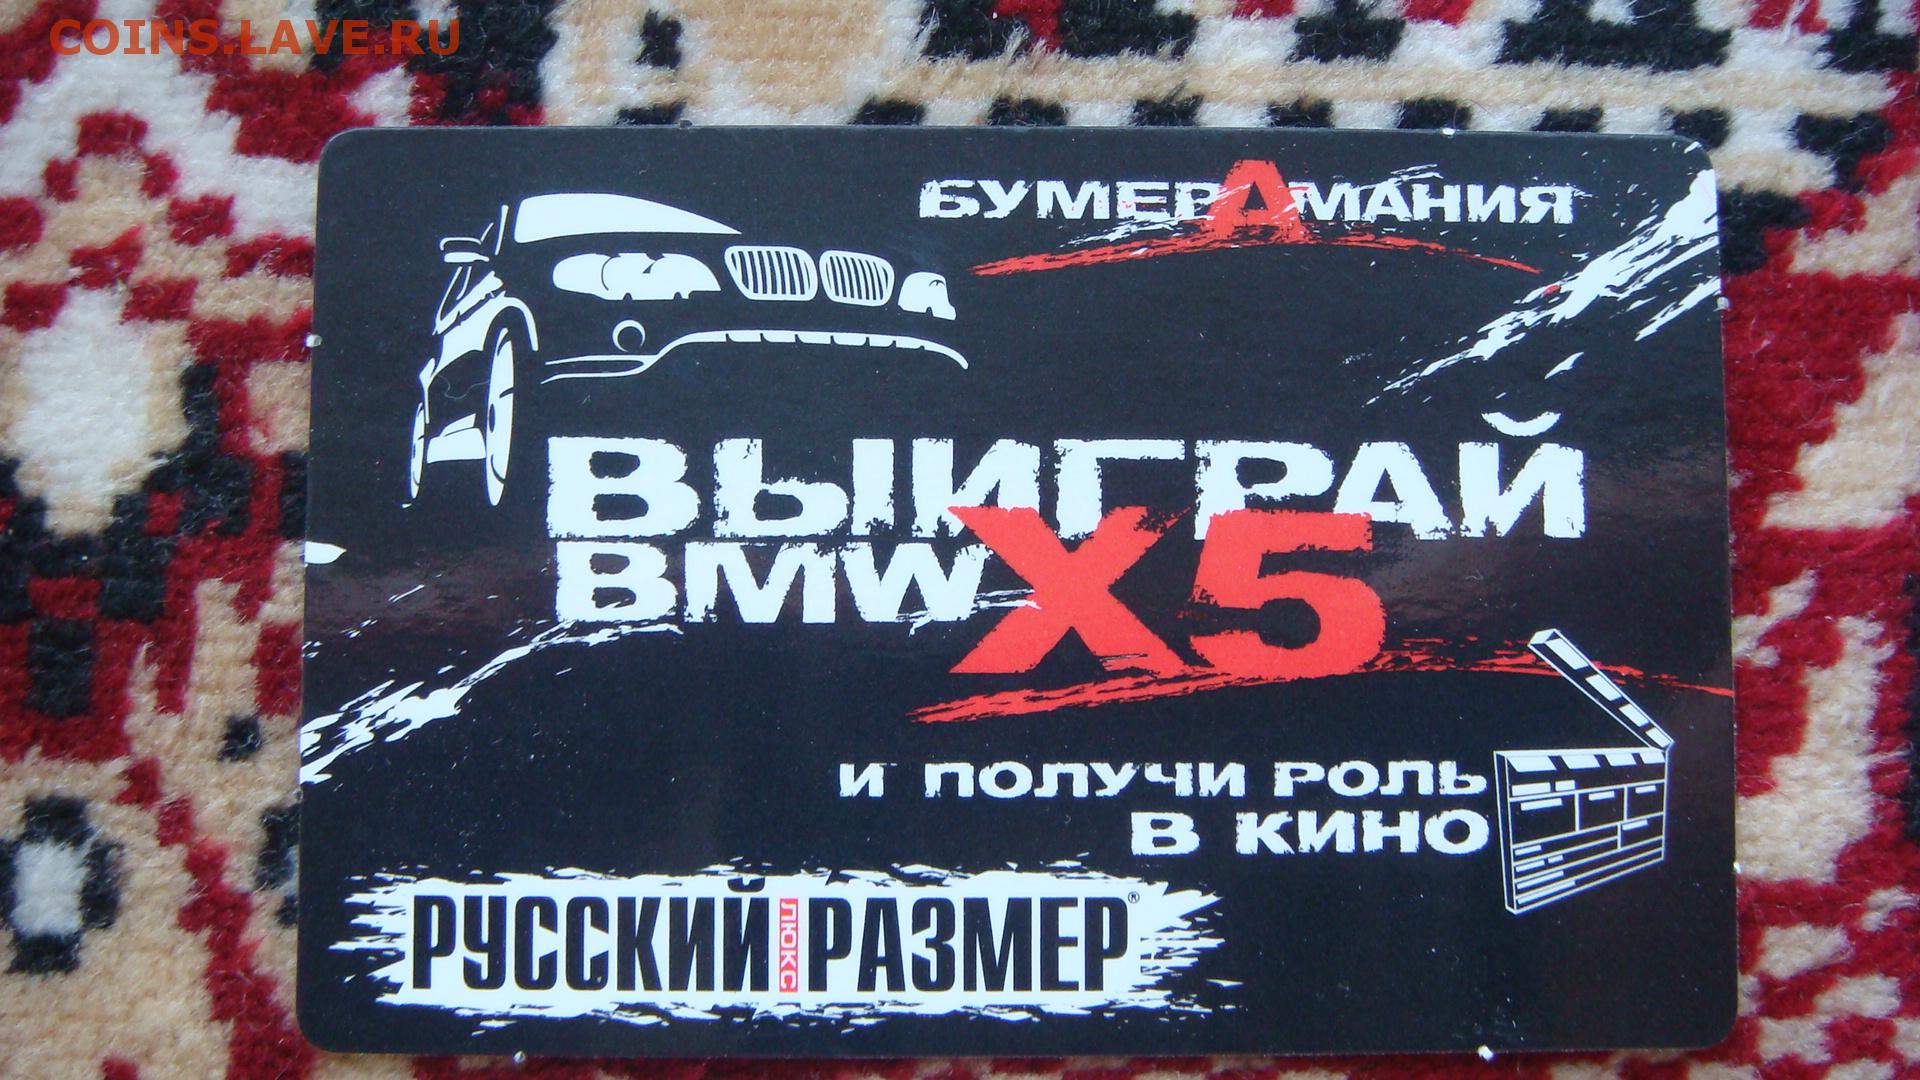 COINS.LAVE.RU
БУМЕРАМАНИЯ
ВЫИГРАЙ
BMW X5
И ПОЛУЧИ РОЛЬ
В КИНО
РУССКИЙ ЛЮКС РАЗМЕР®